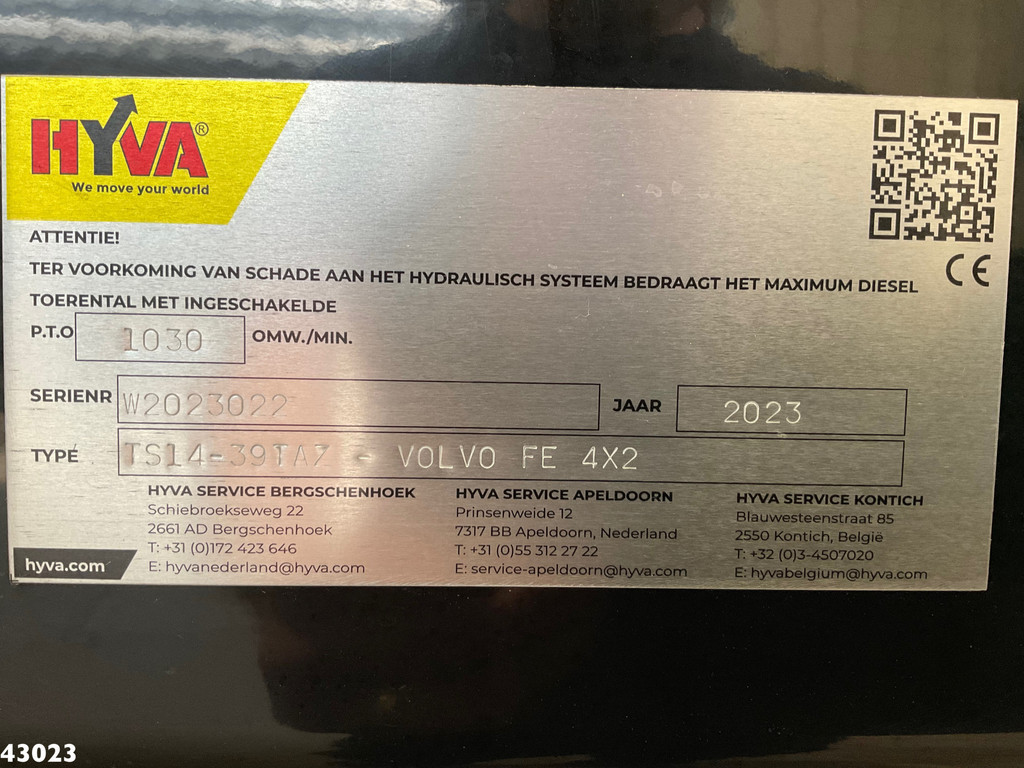 HYVA®
We move your world
ATTENTIE!
TER VOORKOMING VAN SCHADE AAN HET HYDRAULISCH SYSTEEM BEDRAAGT HET MAXIMUM DIESEL
TOERENTAL MET INGESCHAKELDE
P.T.O 1030 OMW./MIN.
CE
SERIENR W2023022 JAAR 2023
TYPE TS14-39TAZ - VOLVO FE 4X2
HYVA SERVICE BERGSCHENHOEK
Schiebroekseweg 22
2661 AD Bergschenhoek
T: +31 (0)172 423 646
E: hyvanederland@hyva.com
HYVA SERVICE APELDOORN
Prinsenweide 12
7317 BB Apeldoorn, Nederland
T: +31 (0)55 312 27 22
E: service-apeldoorn@hyva.com
HYVA SERVICE KONTICH
Blauwesteenstraat 85
2550 Kontich, België
T: +32 (0)3-4507020
E: hyvabelgium@hyva.com
hyva.com
43023